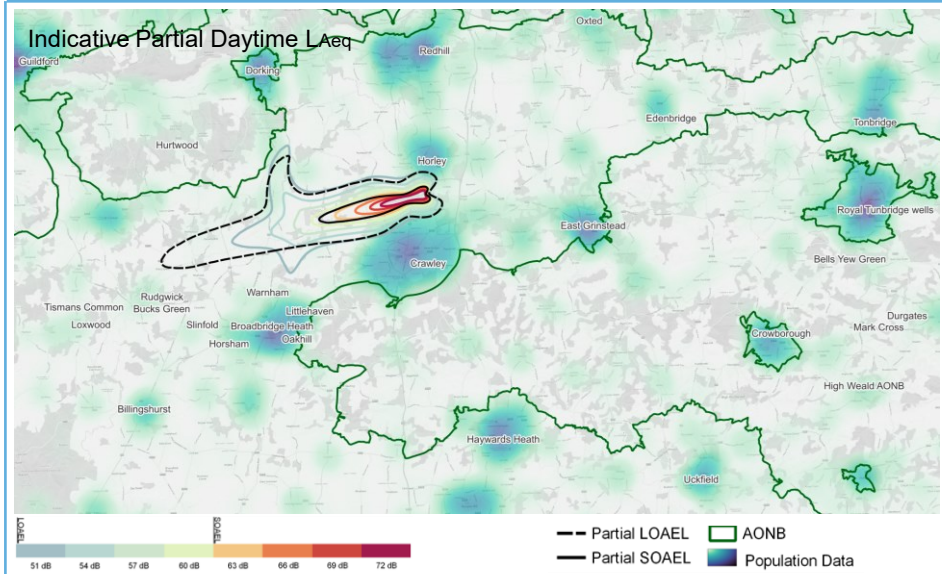 Indicative Partial Daytime LAeq
Oxted
Redhill
Guildford
Dorking
Edenbridge
Tonbridge
Hurtwood
Horley
Royal Tunbridge wells
East Grinstead
Bells Yew Green
Crawley
Warnham
Rudgwick
Tismans Common
Bucks Green
Littlehaven
Durgates
Loxwood
Slinfold
Broadbridge Heath
Mark Cross
Crowborough
Horsham
Oakhill
High Weald AONB
Billingshurst
Haywards Heath
Uckfield
LOAEL
SOAEL
51 dB 54 dB 57 dB 60 dB 63 dB 66 dB 69 dB 72 dB
Partial LOAEL
AONB
Partial SOAEL
Population Data